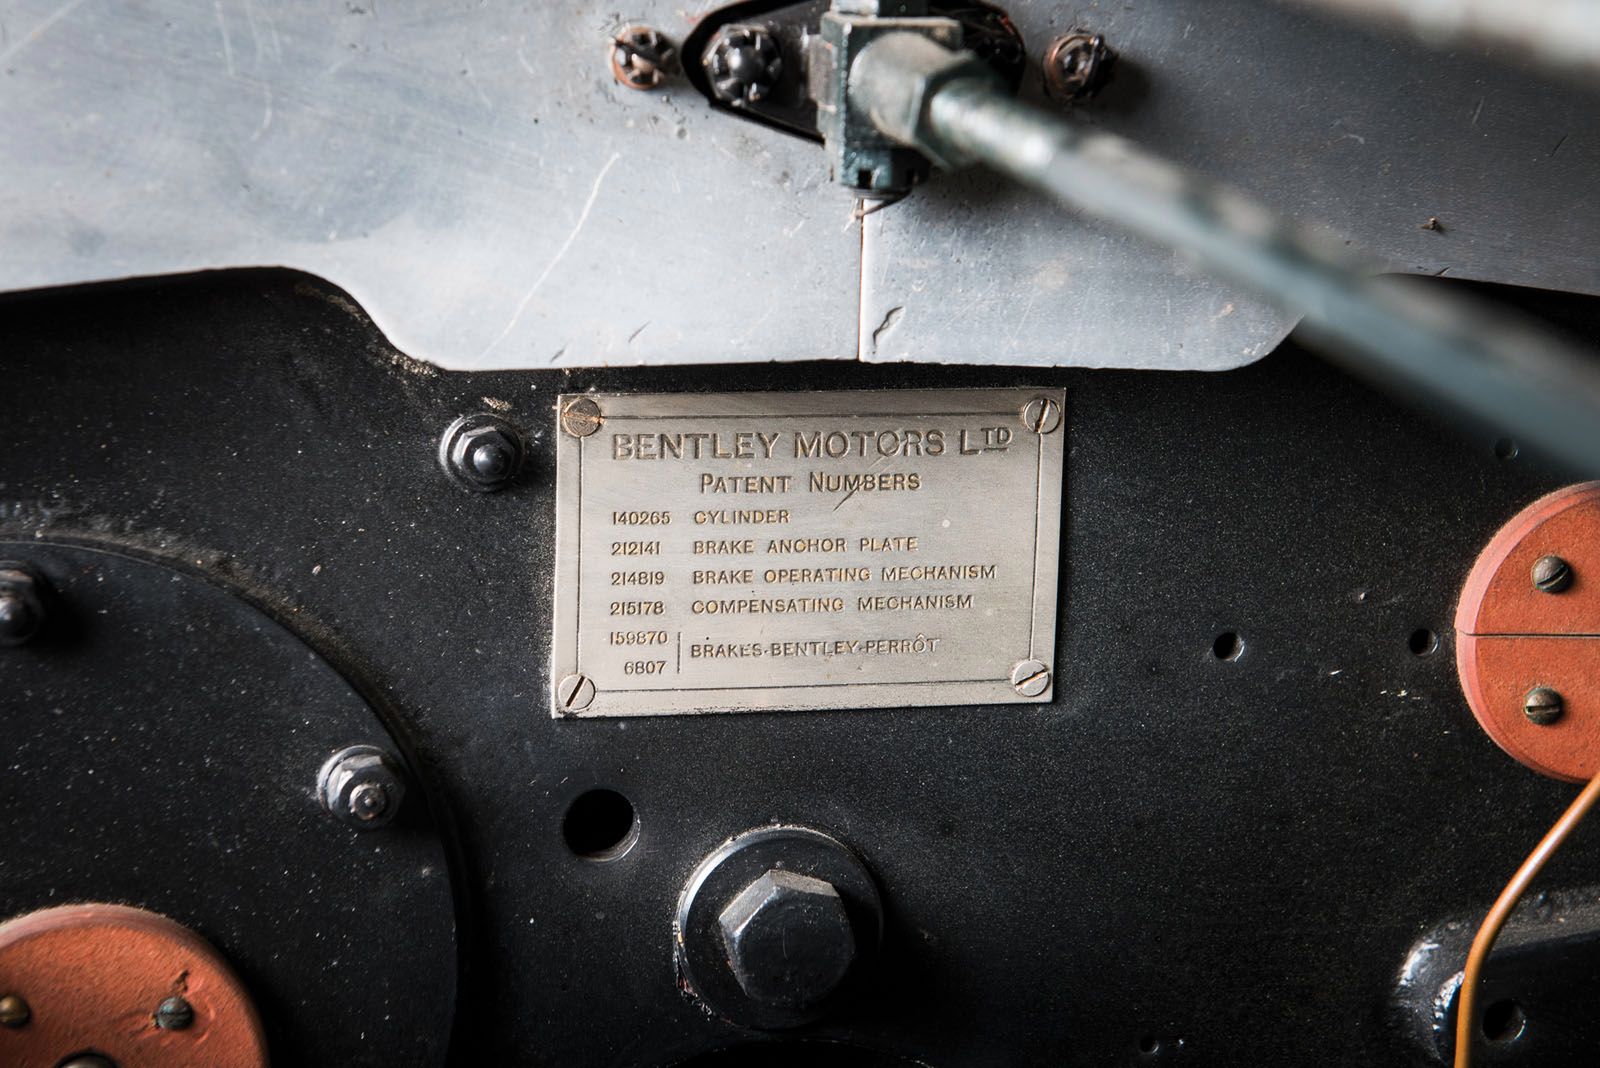 BENTLEY MOTORS LTD
PATENT NUMBERS
140265 CYLINDER
212141 BRAKE ANCHOR PLATE
214819 BRAKE OPERATING MECHANISM
215178 COMPENSATING MECHANISM
159870
6807 BRAKES-BENTLEY-PERRÔT